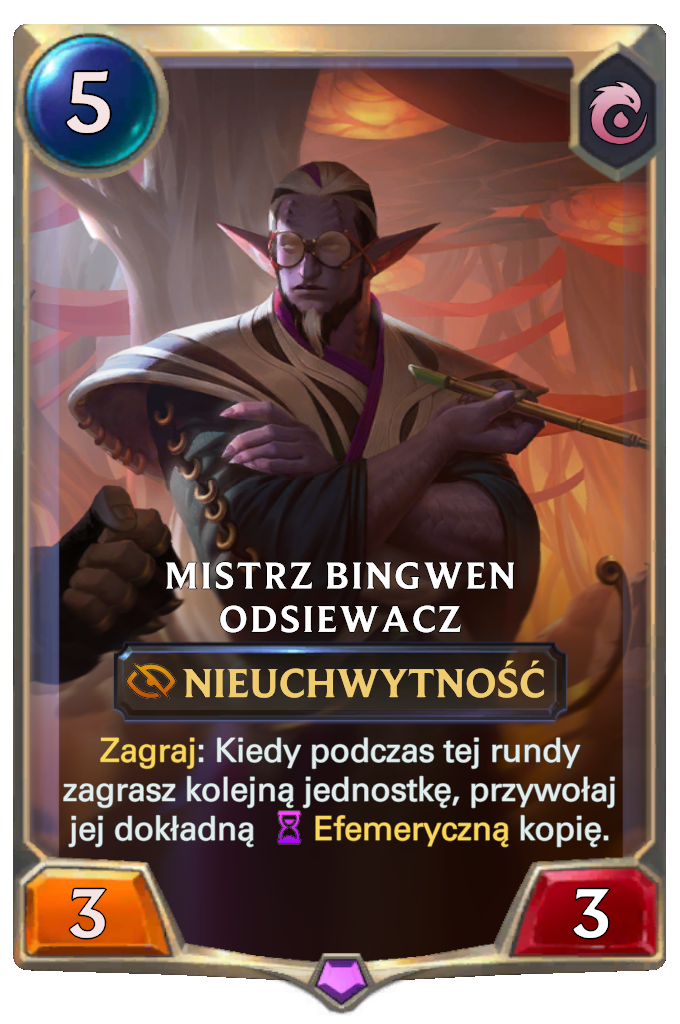 5
MISTRZ BINGWEN
ODSIEWACZ
NIEUCHWYTNOŚĆ
Zagraj: Kiedy podczas tej rundy
zagrasz kolejną jednostkę, przywołaj
jej dokładną Efemeryczną kopię.
3 3